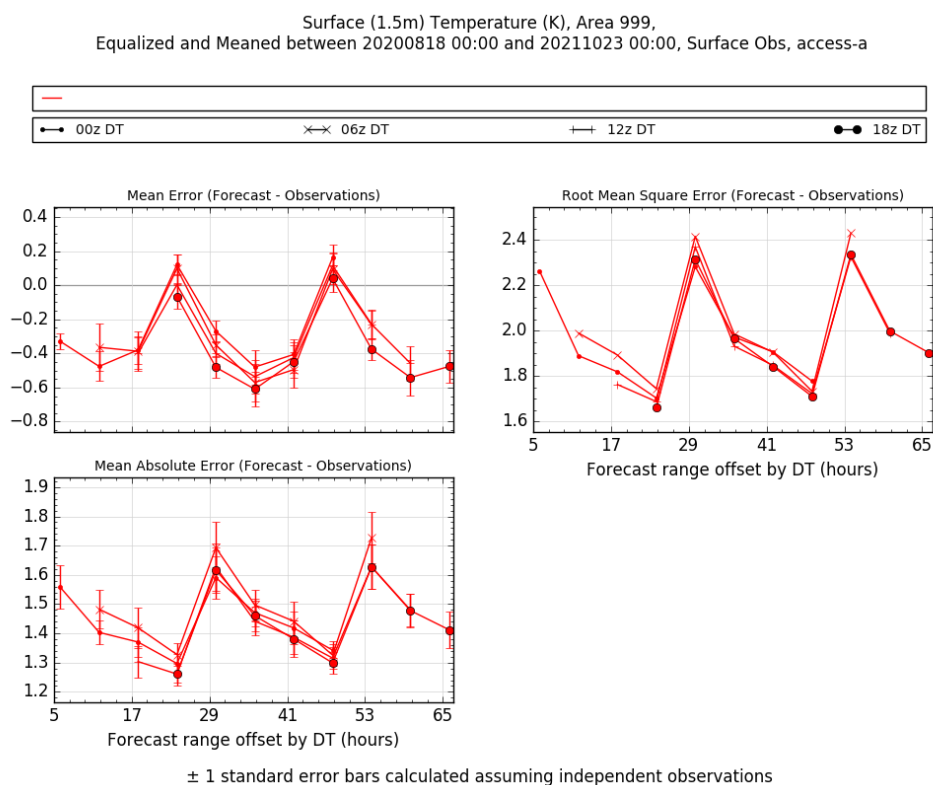 Surface (1.5m) Temperature (K), Area 999,
Equalized and Meaned between 20200818 00:00 and 20211023 00:00, Surface Obs, access-a
00z DT 06z DT 12z DT 18z DT
Mean Error (Forecast - Observations)
0.4
0.2
0.0
−0.2
−0.4
−0.6
−0.8
Root Mean Square Error (Forecast - Observations)
2.4
2.2
2.0
1.8
1.6
5 17 29 41 53 65
Forecast range offset by DT (hours)
Mean Absolute Error (Forecast - Observations)
1.9
1.8
1.7
1.6
1.5
1.4
1.3
1.2
5 17 29 41 53 65
Forecast range offset by DT (hours)
± 1 standard error bars calculated assuming independent observations